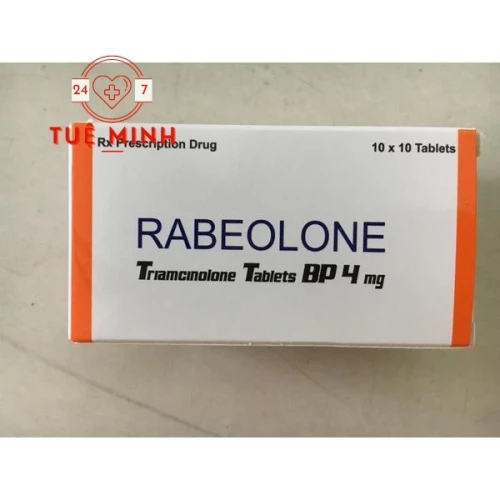 24 7
TUỆ MINH
Rx Prescription Drug
10 x 10 Tablets
RABEOLONE
Triamcinolone Tablets BP 4 mg